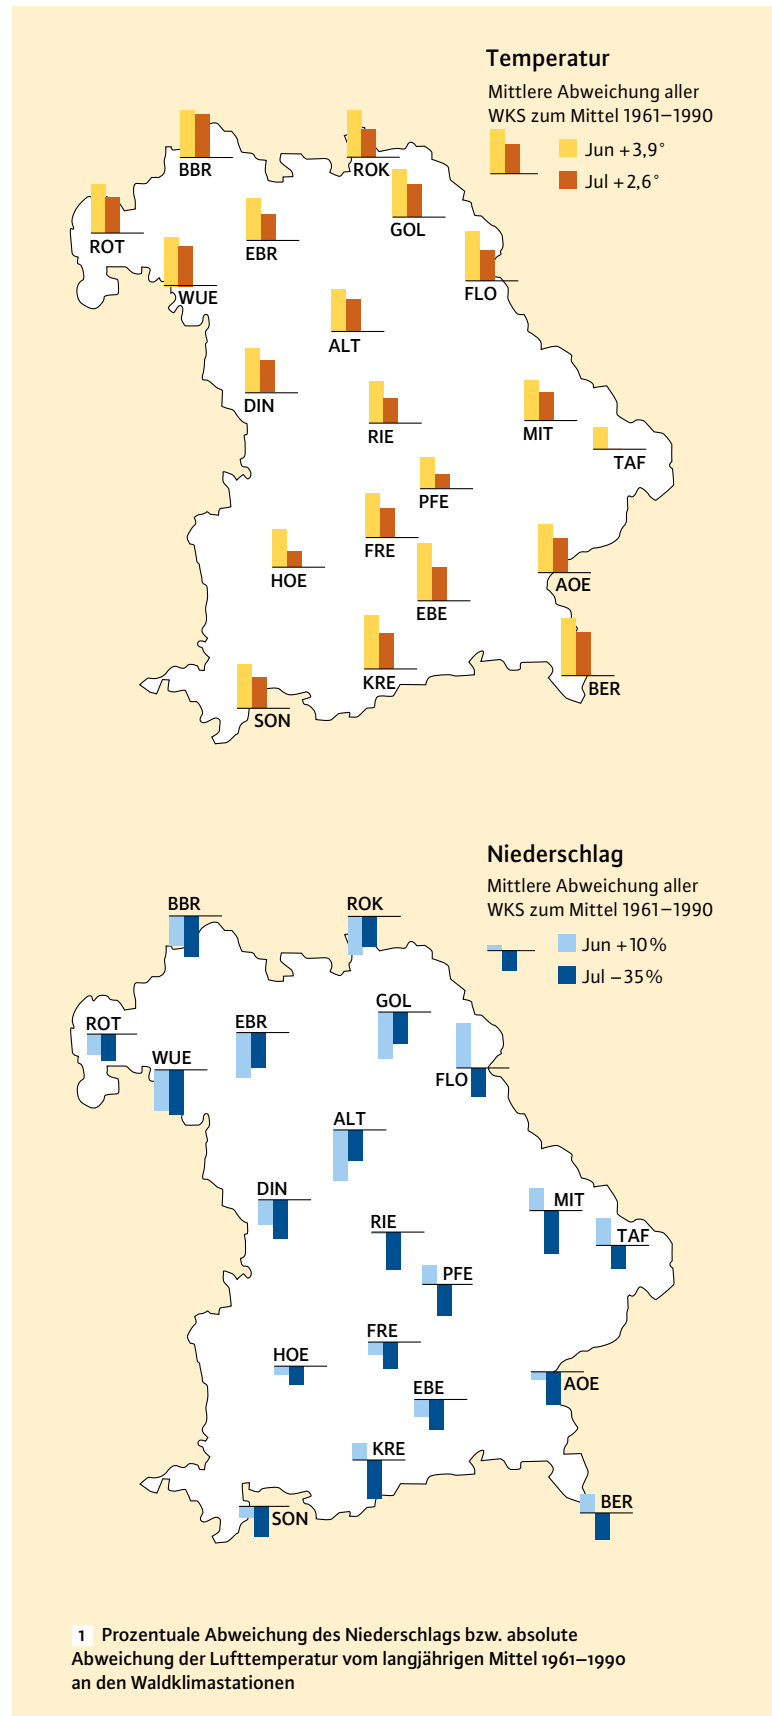 Temperatur
Mittlere Abweichung aller
WKS zum Mittel 1961–1990
Jun +3,9°
Jul +2,6°
BBR
ROK
ROT
EBR
GOL
WUE
FLO
ALT
DIN
RIE
MIT
TAF
PFE
FRE
HOE
AOE
EBE
KRE
BER
SON
Niederschlag
Mittlere Abweichung aller
WKS zum Mittel 1961–1990
Jun +10%
Jul –35%
BBR
ROK
ROT
EBR
GOL
WUE
FLO
ALT
DIN
MIT
RIE
TAF
PFE
FRE
HOE
AOE
EBE
KRE
BER
SON
1 Prozentuale Abweichung des Niederschlags bzw. absolute
Abweichung der Lufttemperatur vom langjährigen Mittel 1961–1990
an den Waldklimastationen